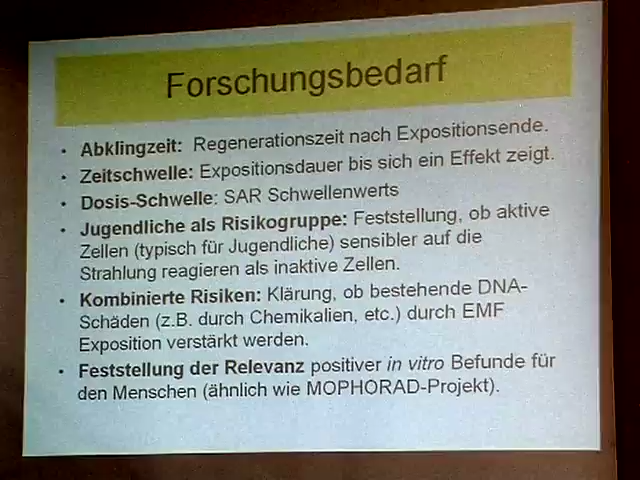 Forschungsbedarf
• Abklingzeit: Regenerationszeit nach Expositionsende.
• Zeitschwelle: Expositionsdauer bis sich ein Effekt zeigt.
• Dosis-Schwelle: SAR Schwellenwerts
• Jugendliche als Risikogruppe: Feststellung, ob aktive
Zellen (typisch für Jugendliche) sensibler auf die
Strahlung reagieren als inaktive Zellen.
• Kombinierte Risiken: Klärung, ob bestehende DNA-
Schäden (z.B. durch Chemikalien, etc.) durch EMF
Exposition verstärkt werden.
• Feststellung der Relevanz positiver in vitro Befunde für
den Menschen (ähnlich wie MOPHORAD-Projekt).